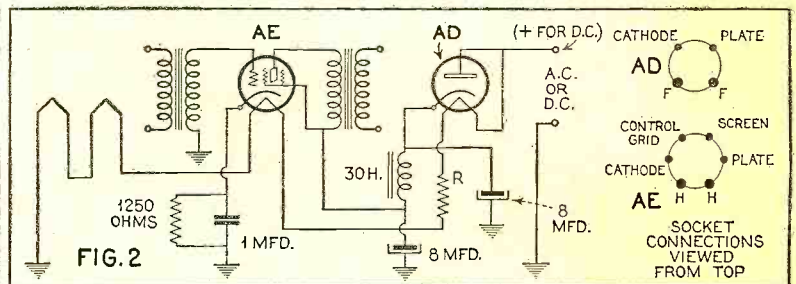 AE
AD
(+ FOR D.C.)
A.C.
OR
D.C.
CATHODE PLATE
AD
F F
CONTROL
GRID
SCREEN
CATHODE
PLATE
AE
H H
SOCKET
CONNECTIONS
VIEWED
FROM TOP
1250
OHMS
1 MFD.
30H.
R
8 MFD.
8
MFD.
FIG.2